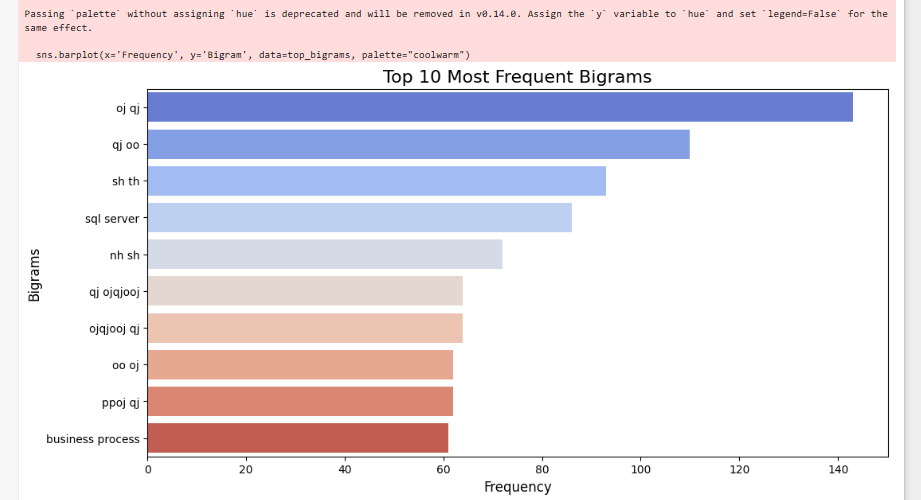 Passing `palette` without assigning `hue` is deprecated and will be removed in v0.14.0. Assign the `y` variable to `hue` and set `legend=False` for the
same effect.
sns.barplot(x='Frequency', y='Bigram', data=top_bigrams, palette="coolwarm")
Top 10 Most Frequent Bigrams
oj qj
qj oo
sh th
sql server
nh sh
qj ojqjooj
ojqjooj qj
oo oj
ppoj qj
business process
Bigrams
0 20 40 60 80 100 120 140
Frequency